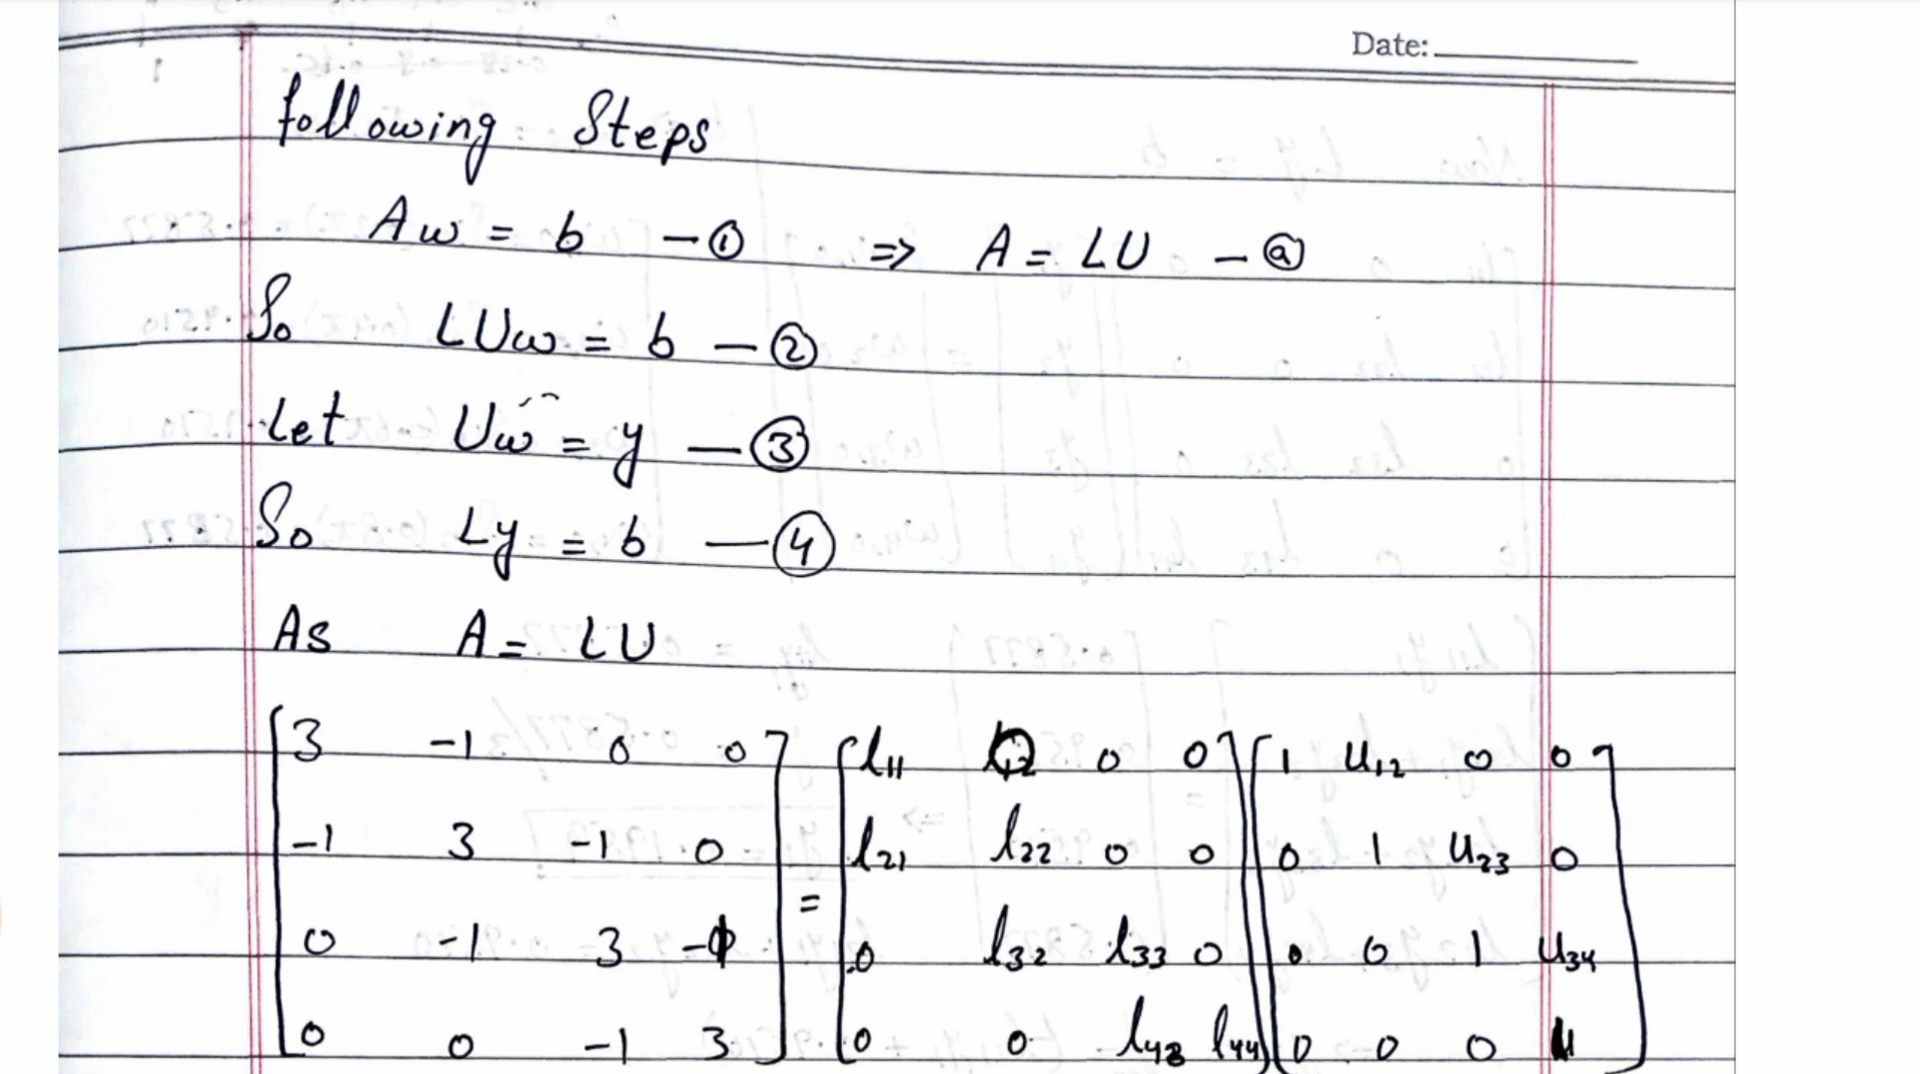 Date:
following Steps
Aw = b - ① => A = LU - ⓐ
So LUw = b - ②
Let Uw = y - ③
So Ly = b - ④
As A = LU
[3 -1 0 0] [l₁₁ 0 0 0] [1 u₁₂ 0 0]
-1 3 -1 0 l₂₁ l₂₂ 0 0 0 1 u₂₃ 0
=
0 -1 3 -1 0 l₃₂ l₃₃ 0 0 0 1 u₃₄
0 0 -1 3 0 0 l₄₃ l₄₄ 0 0 0 1